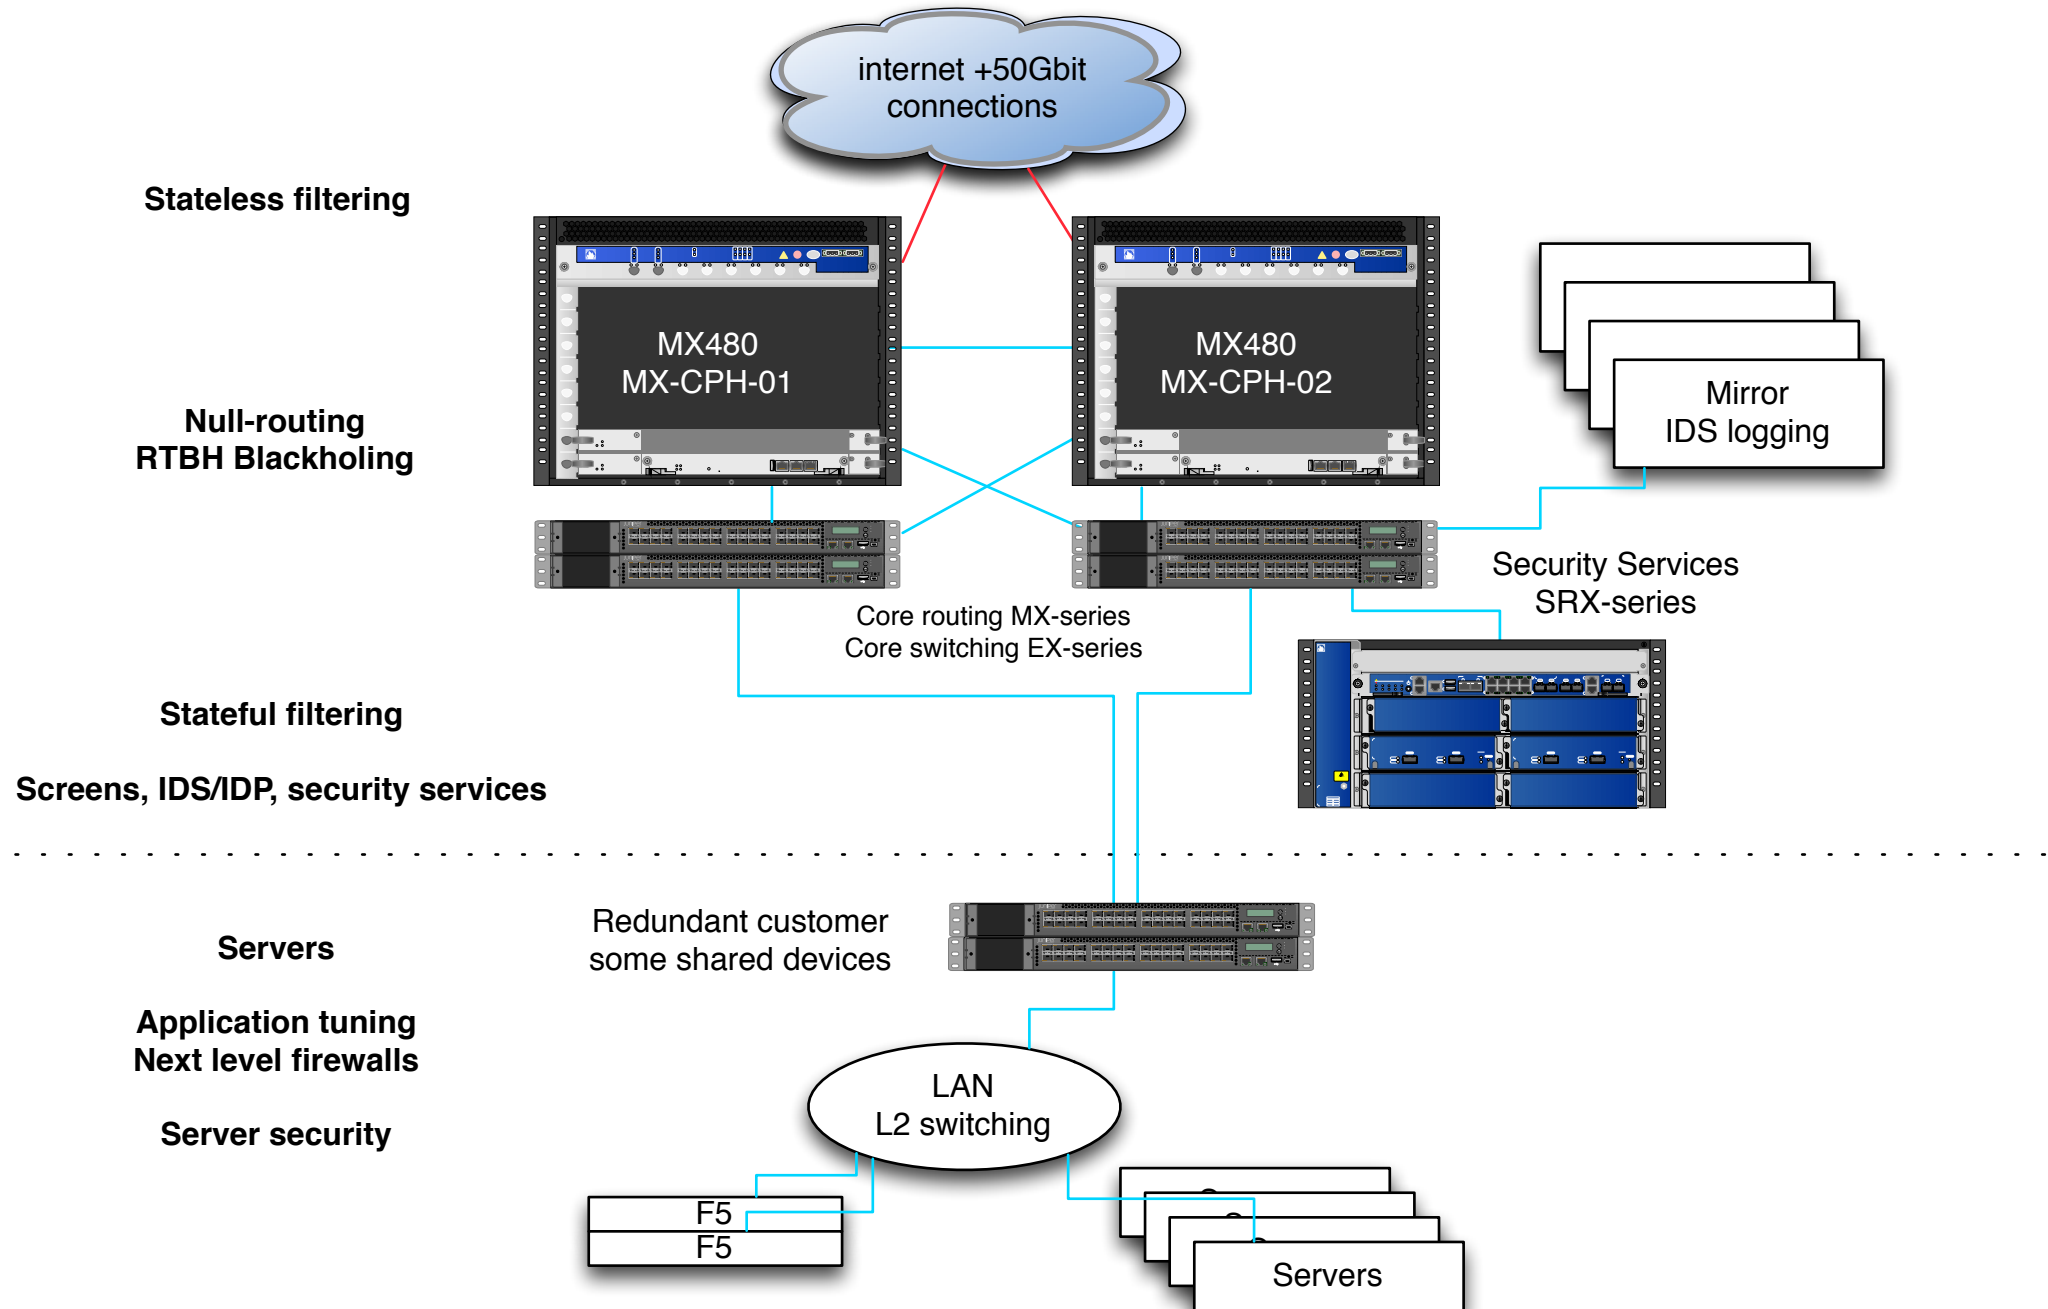 internet +50Gbit
connections
Stateless filtering
MX480
MX-CPH-01
MX480
MX-CPH-02
Mirror
IDS logging
Null-routing
RTBH Blackholing
Security Services
SRX-series
Core routing MX-series
Core switching EX-series
Stateful filtering
Screens, IDS/IDP, security services
Redundant customer
some shared devices
Servers
Application tuning
Next level firewalls
Server security
LAN
L2 switching
F5
F5
Servers